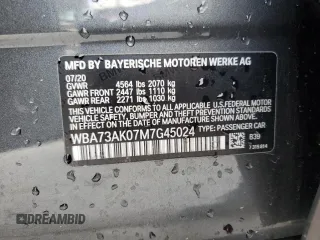 MFD BY BAYERISCHE MOTOREN WERKE AG
07/20
GVWR 4564 lbs 2070 kg
GAWR FRONT 2447 lbs 1110 kg
GAWR REAR 2271 lbs 1030 kg
THIS VEHICLE CONFORMS TO ALL APPLICABLE
U.S. FEDERAL MOTOR VEHICLE SAFETY, BUMPER, AND
THEFT PREVENTION STANDARDS IN EFFECT ON THE DATE OF MANUFACTURE SHOWN ABOVE.
WBA73AK07M7G45024 TYPE: PASSENGER CAR
B39
DREAMBID